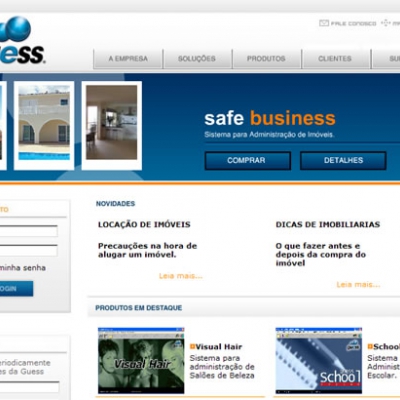 ess
FALE CONOSCO
A EMPRESA SOLUÇÕES PRODUTOS CLIENTES SU
safe business
Sistema para Administração de Imóveis.
COMPRAR DETALHES
TO
minha senha
LOGIN
eriodicamente
es da Guess
NOVIDADES
LOCAÇÃO DE IMÓVEIS
Precauções na hora de
alugar um imóvel.
Leia mais...
DICAS DE IMOBILIARIAS
O que fazer antes e
depois da compra do
imóvel
Leia mais...
PRODUTOS EM DESTAQUE
Visual Hair
Visual Hair
Sistema para
administração de
Salões de Beleza
School
School
Sistema
Administ
Escolar.